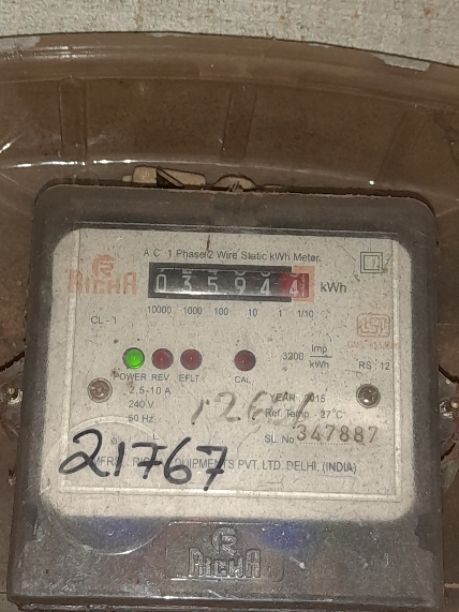 A.C. 1 Phase/2 Wire Static kWh Meter
RICHA
035944 kWh
10000 1000 100 10 1 1/10
CL - 1
3200 Imp/kWh
POWER REV EFLT CAL
RS : 12
2.5-10 A
YEAR 2015
240 V
Ref. Temp. - 27°C
50 Hz
SL. No 347887
21767
EQUIPMENTS PVT. LTD. DELHI, (INDIA)
RICHA